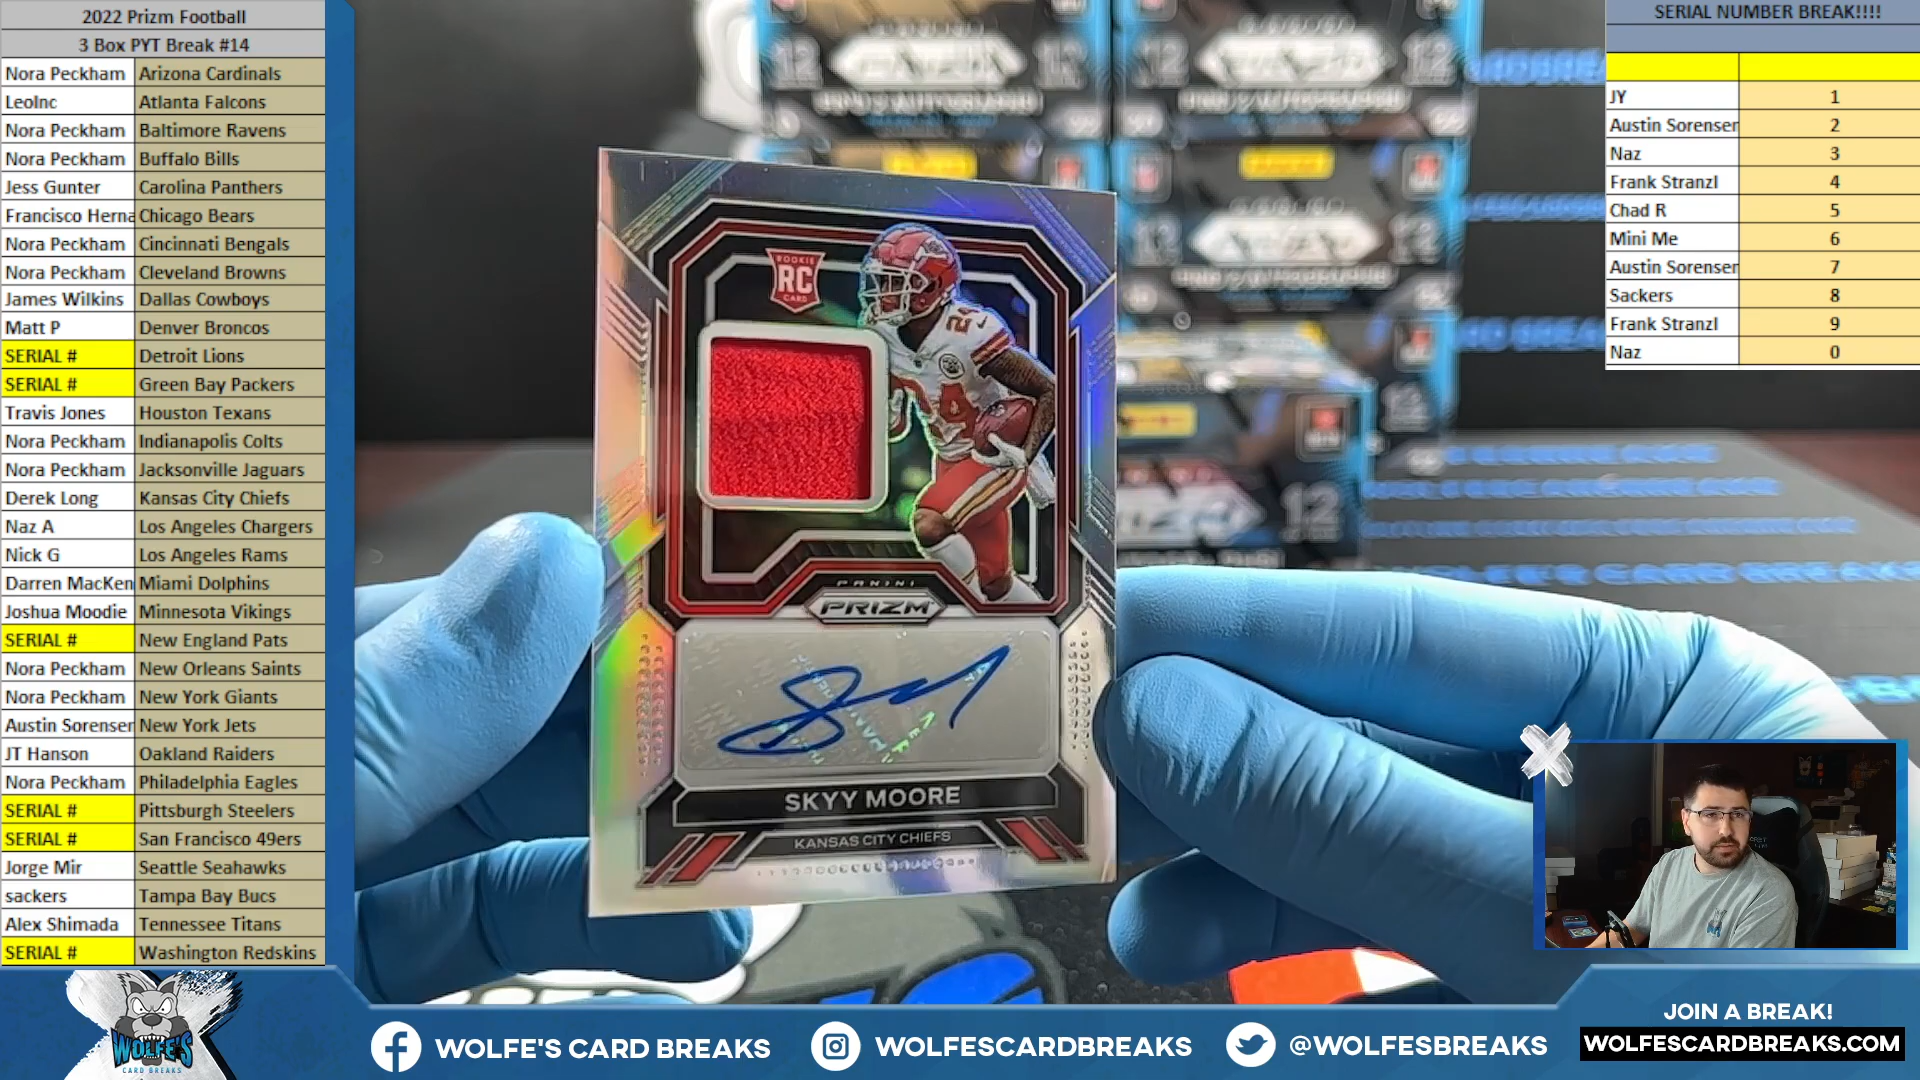 2022 Prizm Football
3 Box PYT Break #14
Nora Peckham Arizona Cardinals
LeoInc Atlanta Falcons
Nora Peckham Baltimore Ravens
Nora Peckham Buffalo Bills
Jess Gunter Carolina Panthers
Francisco Herna Chicago Bears
Nora Peckham Cincinnati Bengals
Nora Peckham Cleveland Browns
James Wilkins Dallas Cowboys
Matt P Denver Broncos
SERIAL # Detroit Lions
SERIAL # Green Bay Packers
Travis Jones Houston Texans
Nora Peckham Indianapolis Colts
Nora Peckham Jacksonville Jaguars
Derek Long Kansas City Chiefs
Naz A Los Angeles Chargers
Nick G Los Angeles Rams
Darren MacKen Miami Dolphins
Joshua Moodie Minnesota Vikings
SERIAL # New England Pats
Nora Peckham New Orleans Saints
Nora Peckham New York Giants
Austin Sorenser New York Jets
JT Hanson Oakland Raiders
Nora Peckham Philadelphia Eagles
SERIAL # Pittsburgh Steelers
SERIAL # San Francisco 49ers
Jorge Mir Seattle Seahawks
sackers Tampa Bay Bucs
Alex Shimada Tennessee Titans
SERIAL # Washington Redskins
ROOKIE
RC
CARD
24
24
PANINI
PRIZM
SKYY MOORE
KANSAS CITY CHIEFS
12
12
12
SERIAL NUMBER BREAK!!!!
JY 1
Austin Sorenser 2
Naz 3
Frank Stranzl 4
Chad R 5
Mini Me 6
Austin Sorenser 7
Sackers 8
Frank Stranzl 9
Naz 0
WOLFE'S
CARD BREAKS
WOLFE'S CARD BREAKS
WOLFESCARDBREAKS
@WOLFESBREAKS
JOIN A BREAK!
WOLFESCARDBREAKS.COM